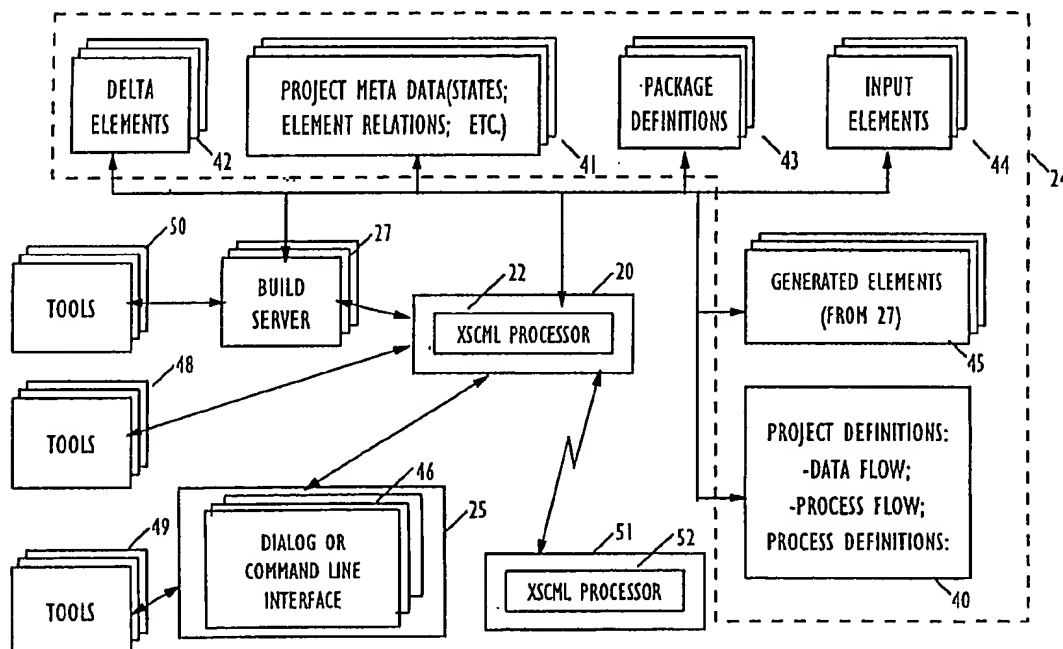 DELTA
ELEMENTS
42
PROJECT META DATA(STATES;
ELEMENT RELATIONS; ETC.)
41
PACKAGE
DEFINITIONS
43
INPUT
ELEMENTS
44
24
50
TOOLS
27
BUILD
SERVER
22
20
XSCML PROCESSOR
GENERATED ELEMENTS
(FROM 27)
45
48
TOOLS
PROJECT DEFINITIONS:
-DATA FLOW;
-PROCESS FLOW;
PROCESS DEFINITIONS:
40
49
TOOLS
46
25
DIALOG OR
COMMAND LINE
INTERFACE
51
52
XSCML PROCESSOR